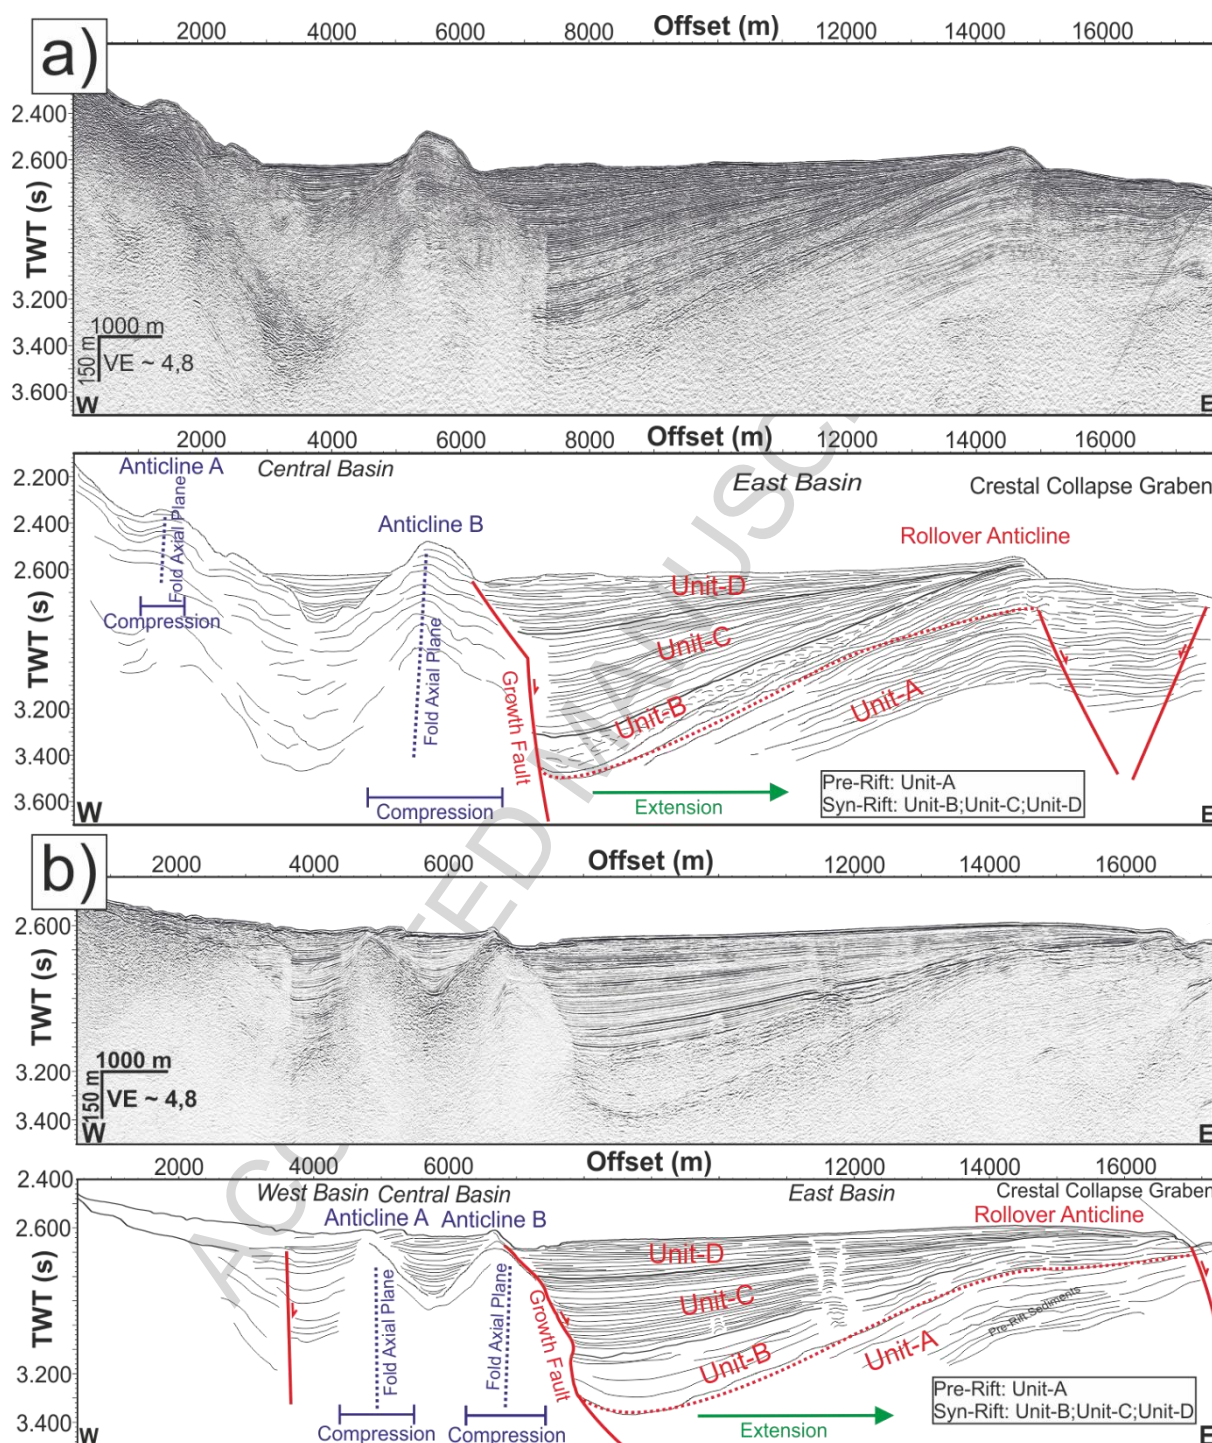 a)
2000 4000 6000 8000 Offset (m) 12000 14000 16000
TWT (s)
2.400
2.600
3.200
3.400
3.600
1000 m
150 m
VE ~ 4,8
W
E
2000 4000 6000 8000 Offset (m) 12000 14000 16000
TWT (s)
2.200
2.400
2.600
3.200
3.400
3.600
Anticline A
Central Basin
East Basin
Crestal Collapse Graben
Fold Axial Plane
Anticline B
Rollover Anticline
Compression
Fold Axial Plane
Unit-D
Unit-C
Unit-B
Unit-A
Growth Fault
Compression
Extension
Pre-Rift: Unit-A
Syn-Rift: Unit-B;Unit-C;Unit-D
W
E
b)
2000 4000 6000 Offset (m) 12000 14000 16000
TWT (s)
2.600
3.200
3.400
1000 m
150 m
VE ~ 4,8
W
E
2000 4000 6000 Offset (m) 12000 14000 16000
TWT (s)
2.400
2.600
3.200
3.400
West Basin Central Basin
East Basin
Crestal Collapse Graben
Anticline A Anticline B
Rollover Anticline
Fold Axial Plane
Fold Axial Plane
Growth Fault
Unit-D
Unit-C
Unit-B
Unit-A
Pre-Rift Sediments
Compression
Compression
Extension
Pre-Rift: Unit-A
Syn-Rift: Unit-B;Unit-C;Unit-D
W
E
ACCEPTED MANUSCRIPT